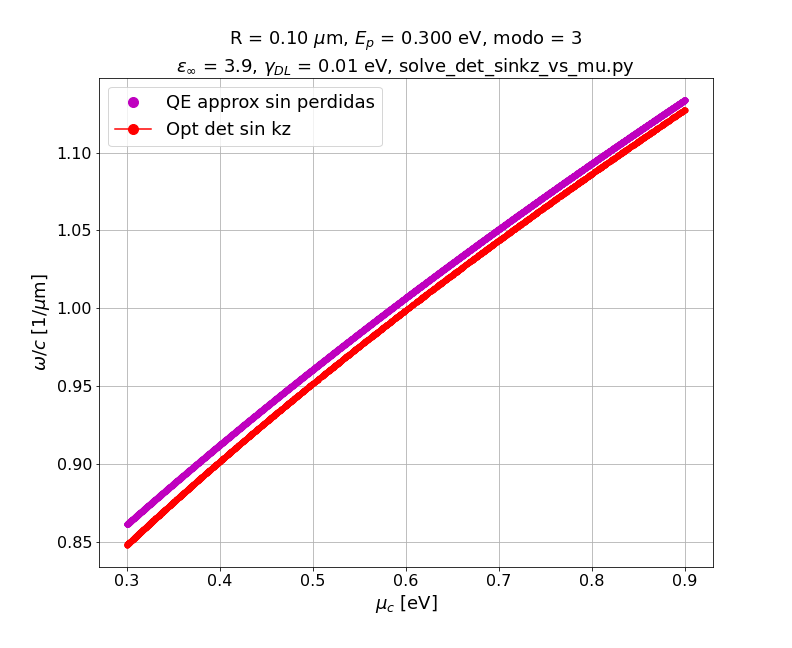 R = 0.10 μm, E_p = 0.300 eV, modo = 3
ε_∞ = 3.9, γ_DL = 0.01 eV, solve_det_sinkz_vs_mu.py
QE approx sin perdidas
Opt det sin kz
1.10
1.05
1.00
0.95
0.90
0.85
ω/c [1/μm]
0.3 0.4 0.5 0.6 0.7 0.8 0.9
μ_c [eV]